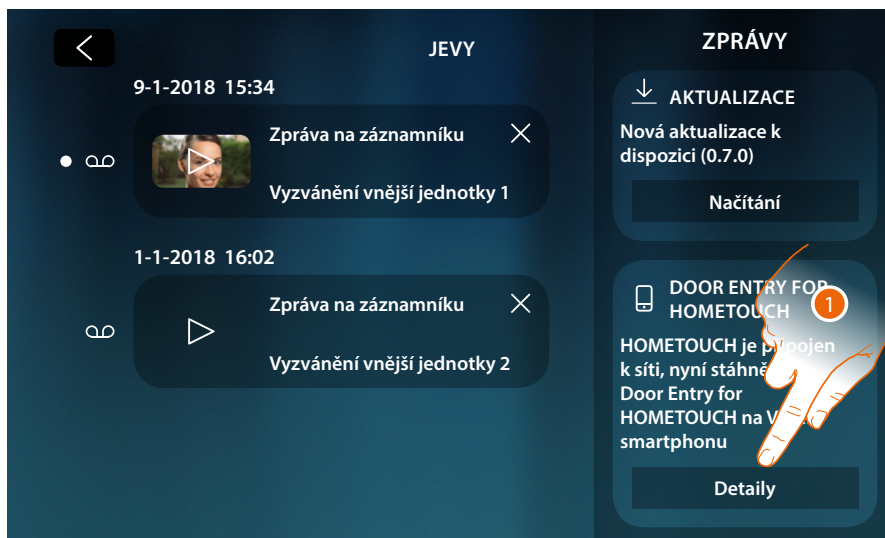 JEVY
9-1-2018 15:34
Zpráva na záznamníku
Vyzvánění vnější jednotky 1
1-1-2018 16:02
Zpráva na záznamníku
Vyzvánění vnější jednotky 2
ZPRÁVY
AKTUALIZACE
Nová aktualizace k
dispozici (0.7.0)
Načítání
DOOR ENTRY FOR
HOMETOUCH
1
HOMETOUCH je připojen
k síti, nyní
Door Entry for
HOMETOUCH na
smartphonu
Detaily